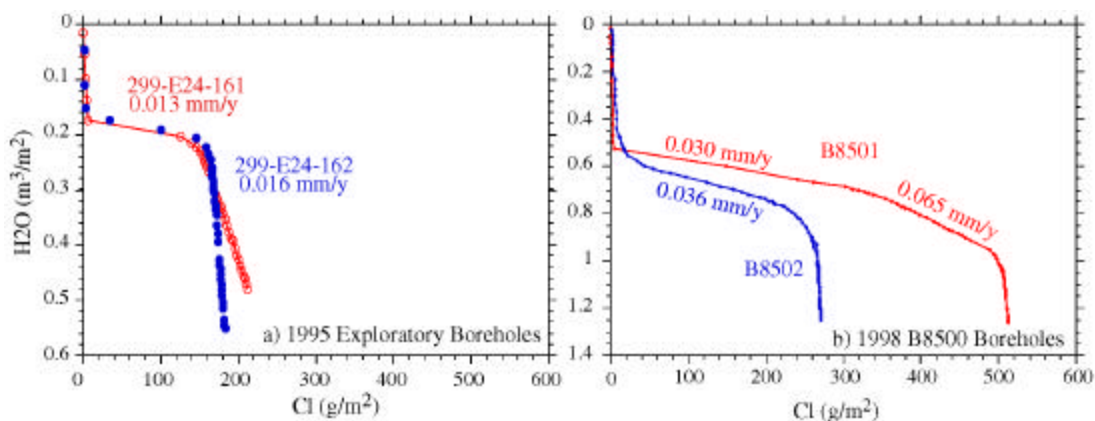 0
0.1
0.2
0.3
0.4
0.5
0.6
H2O (m³/m²)
299-E24-161
0.013 mm/y
299-E24-162
0.016 mm/y
a) 1995 Exploratory Boreholes
0 100 200 300 400 500 600
Cl (g/m²)
0
0.2
0.4
0.6
0.8
1.0
1.2
1.4
0.030 mm/y
B8501
0.036 mm/y
0.065 mm/y
B8502
b) 1998 B8500 Boreholes
0 100 200 300 400 500 600
Cl (g/m²)